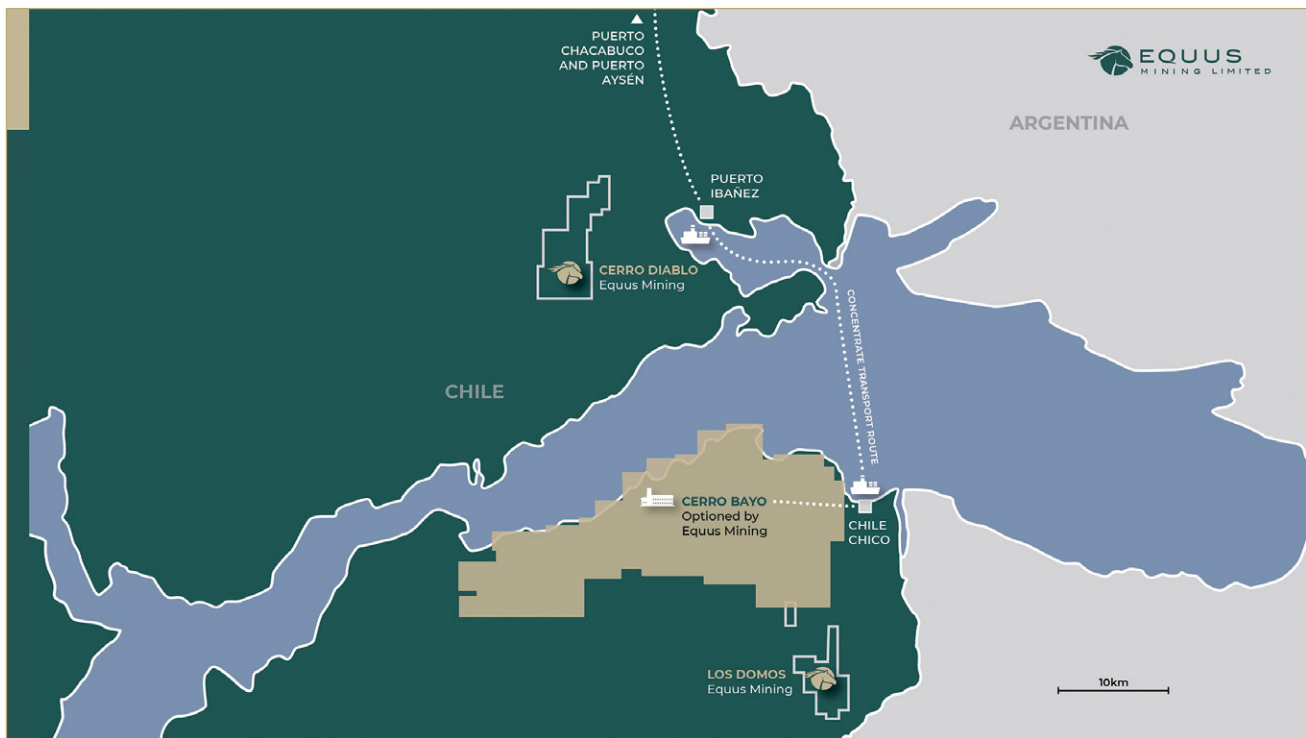 PUERTO
CHACABUCO
AND PUERTO
AYSÉN
EQUUS
MINING LIMITED
ARGENTINA
PUERTO
IBAÑEZ
CERRO DIABLO
Equus Mining
CONCENTRATE TRANSPORT ROUTE
CHILE
CERRO BAYO
Optioned by
Equus Mining
CHILE
CHICO
LOS DOMOS
Equus Mining
10km